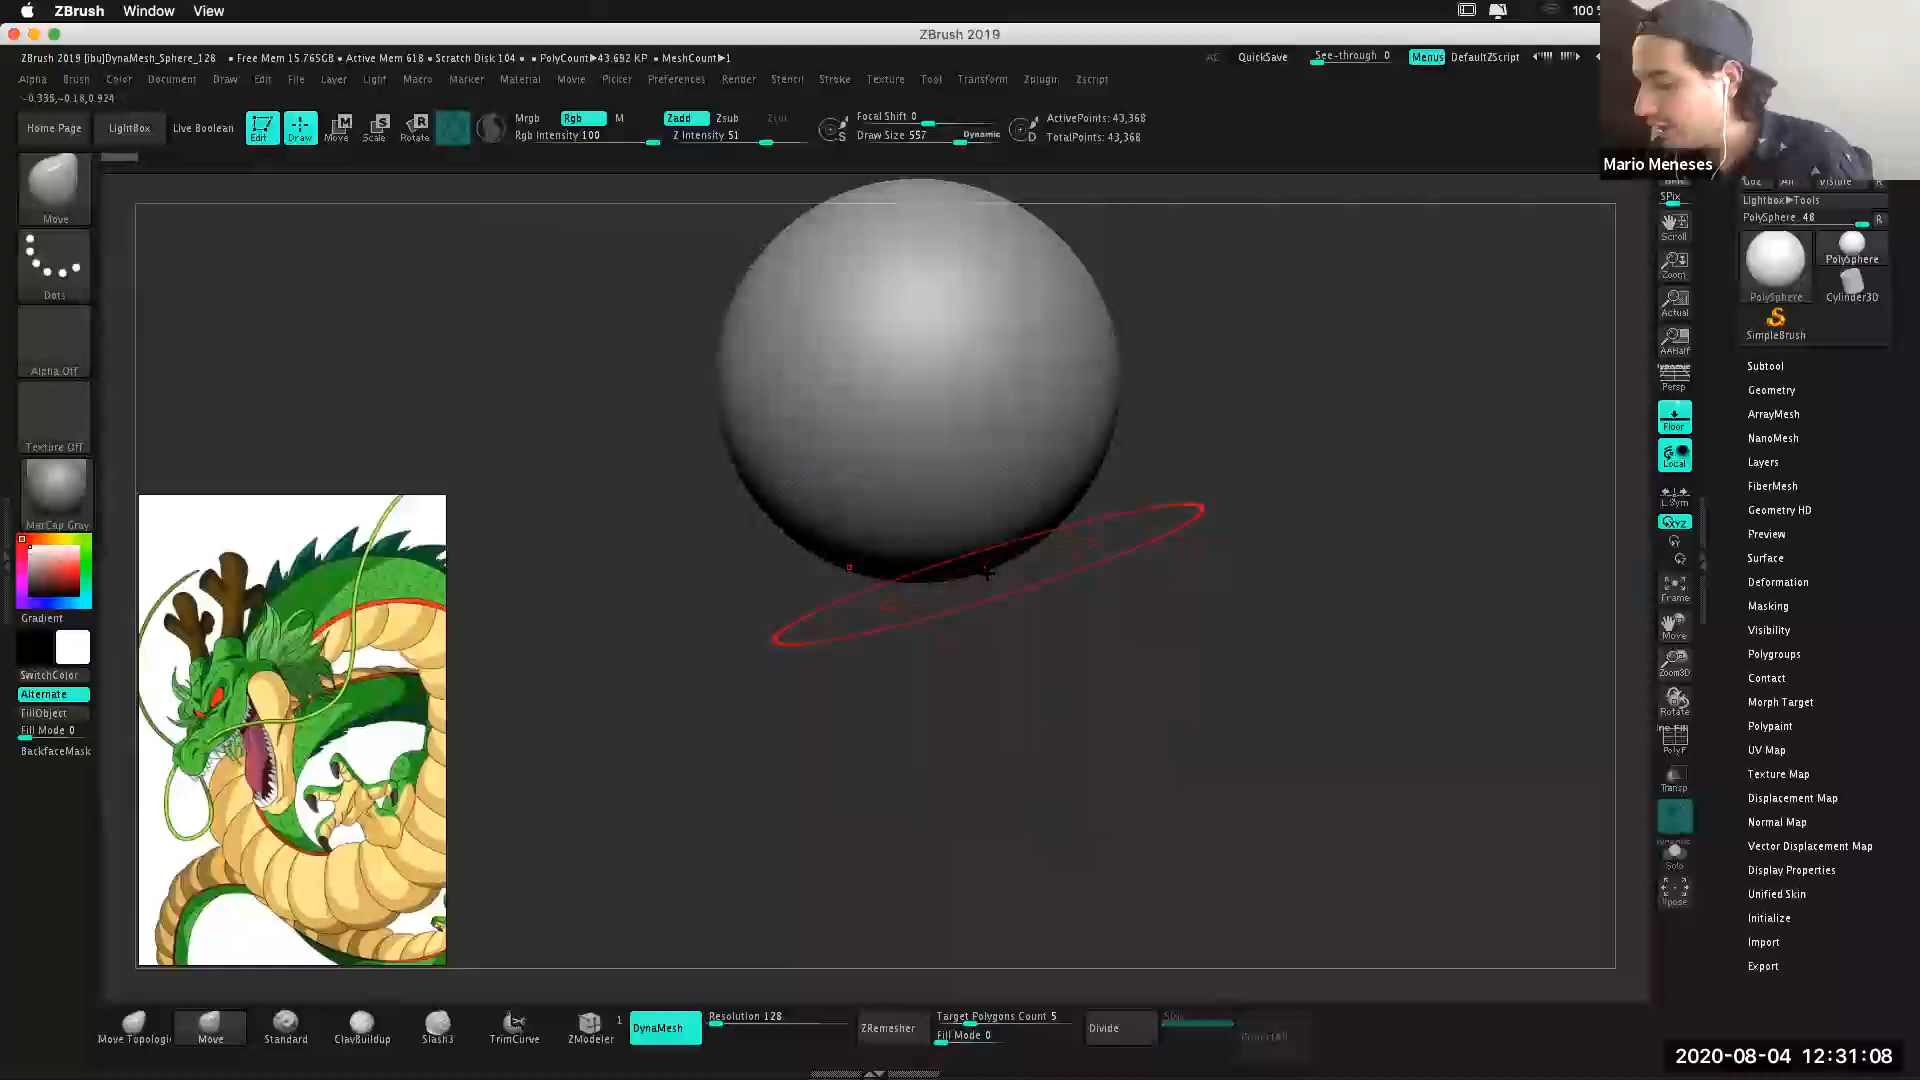 ZBrush Window View 100
ZBrush 2019
ZBrush 2019 [ibu]DynaMesh_Sphere_128 • Free Mem 15.765GB • Active Mem 618 • Scratch Disk 104 • • PolyCount▶43.692 KP • MeshCount▶1
AC QuickSave See-through 0 Menus DefaultZScript
Alpha Brush Color Document Draw Edit File Layer Light Macro Marker Material Movie Picker Preferences Render Stencil Stroke Texture Tool Transform Zplugin Zscript
-0.335,-0.18,0.924
Home Page LightBox Live Boolean Edit Draw Move Scale Rotate
Mrgb Rgb M Zadd Zsub
Rgb Intensity 100 Z Intensity 51
Focal Shift 0
Draw Size 557 Dynamic
S D
ActivePoints: 43,368
TotalPoints: 43,368
Mario Meneses
Move
Dots
Alpha Off
Texture Off
MatCap Gray
Gradient
SwitchColor
Alternate
FillObject
Fill Mode 0
BackfaceMask
SPix
Scroll
Zoom
Actual
AAHalf
Persp
Floor
Local
L.Sym
XYZ
Frame
Move
Zoom3D
Rotate
PolyF
Transp
Solo
Xpose
GoZ All Visible R
Lightbox▶Tools
PolySphere. 48 R
PolySphere
PolySphere
Cylinder3D
SimpleBrush
Subtool
Geometry
ArrayMesh
NanoMesh
Layers
FiberMesh
Geometry HD
Preview
Surface
Deformation
Masking
Visibility
Polygroups
Contact
Morph Target
Polypaint
UV Map
Texture Map
Displacement Map
Normal Map
Vector Displacement Map
Display Properties
Unified Skin
Initialize
Import
Export
Move Topologi Move Standard ClayBuildup Slash3 TrimCurve ZModeler
1 DynaMesh Resolution 128
ZRemesher
Target Polygons Count 5
Fill Mode 0
Divide
2020-08-04 12:31:08